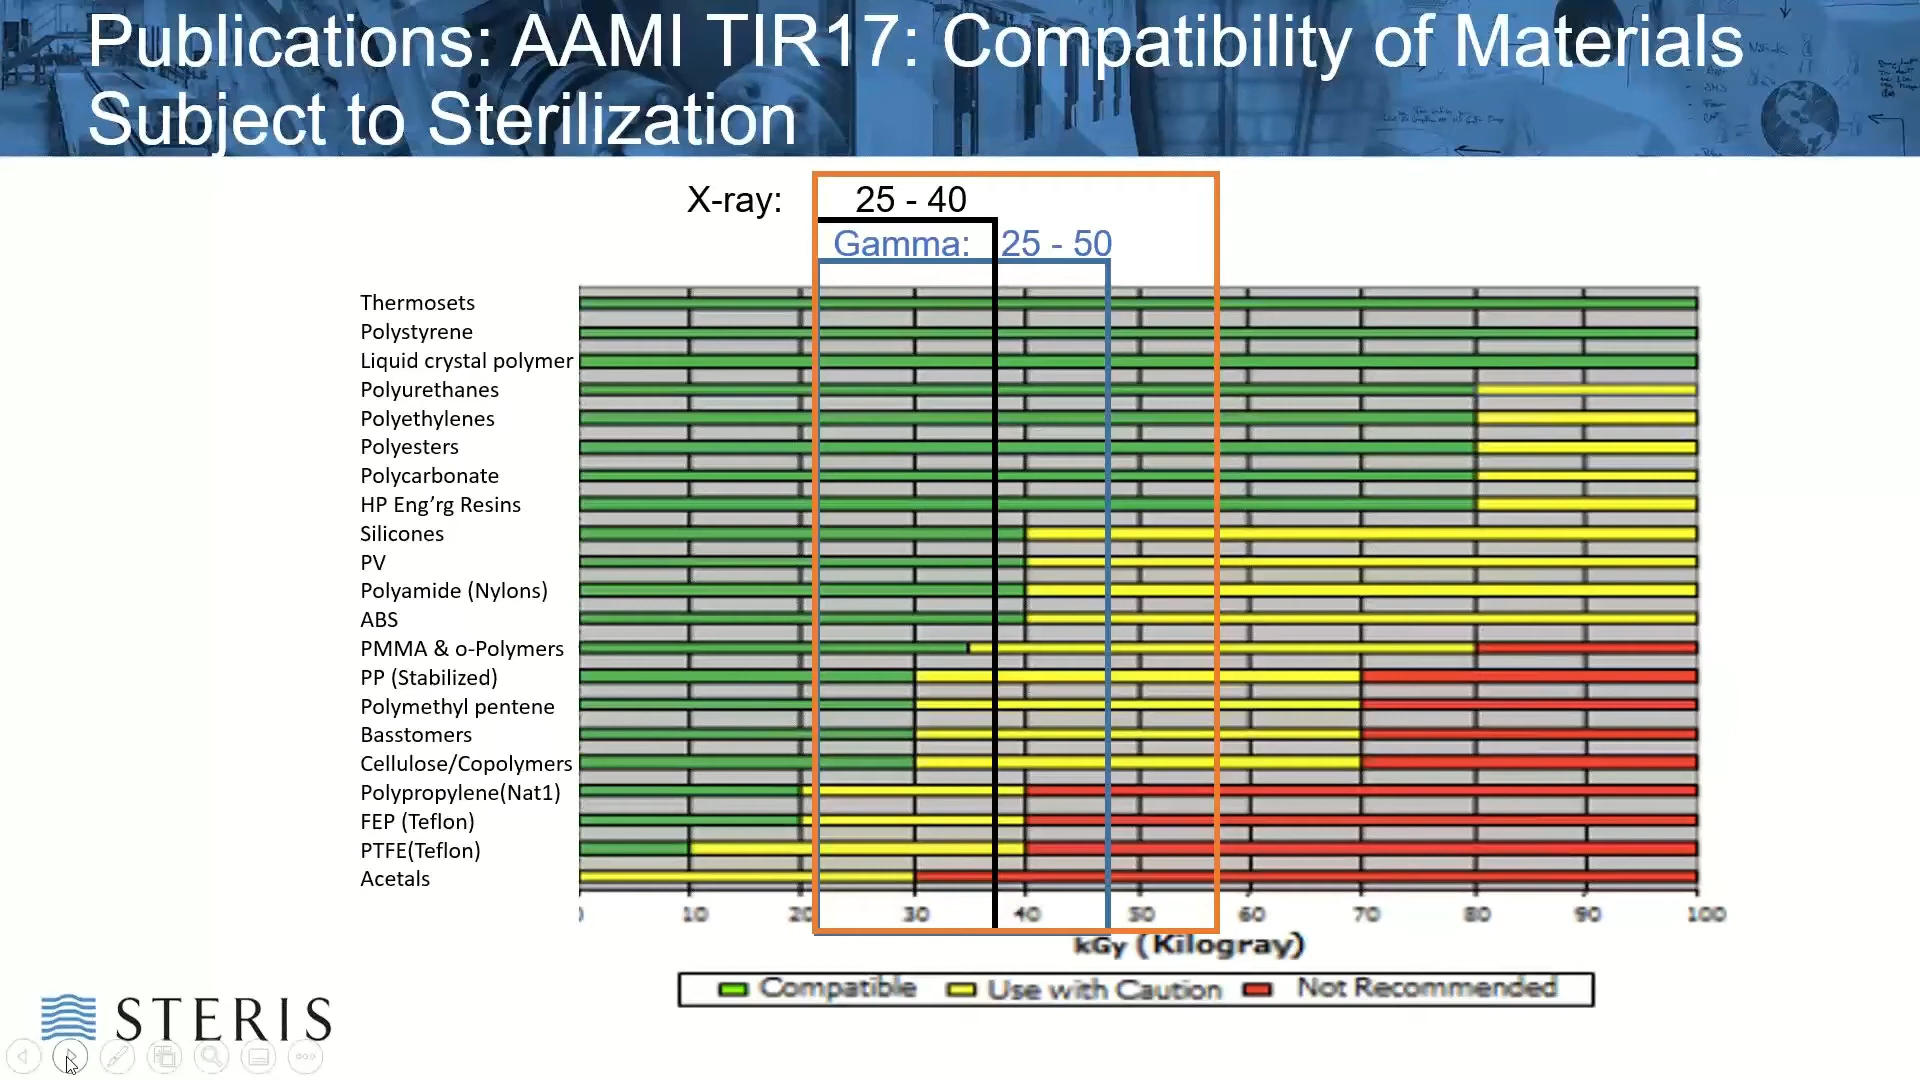 Publications: AAMI TIR17: Compatibility of Materials
Subject to Sterilization
X-ray: 25 - 40
Gamma: 25 - 50
Thermosets
Polystyrene
Liquid crystal polymer
Polyurethanes
Polyethylenes
Polyesters
Polycarbonate
HP Eng’rg Resins
Silicones
PV
Polyamide (Nylons)
ABS
PMMA & o-Polymers
PP (Stabilized)
Polymethyl pentene
Basstomers
Cellulose/Copolymers
Polypropylene(Nat1)
FEP (Teflon)
PTFE(Teflon)
Acetals
10 20 30 40 50 60 70 80 90 100
kGy (Kilogray)
Compatible Use with Caution Not Recommended
STERIS